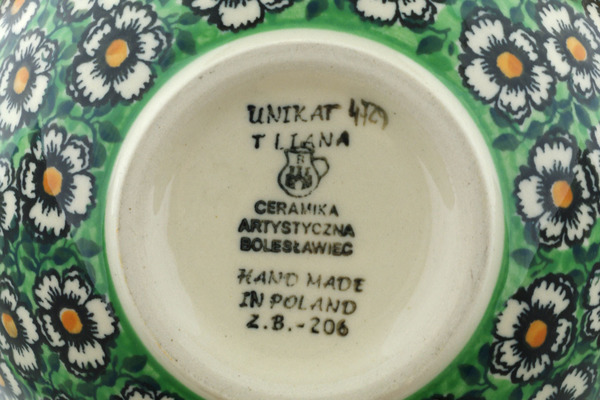 UNIKAT
T LIANA
CERAMIKA
ARTYSTYCZNA
BOLESŁAWIEC
HAND MADE
IN POLAND
Z.B.-206